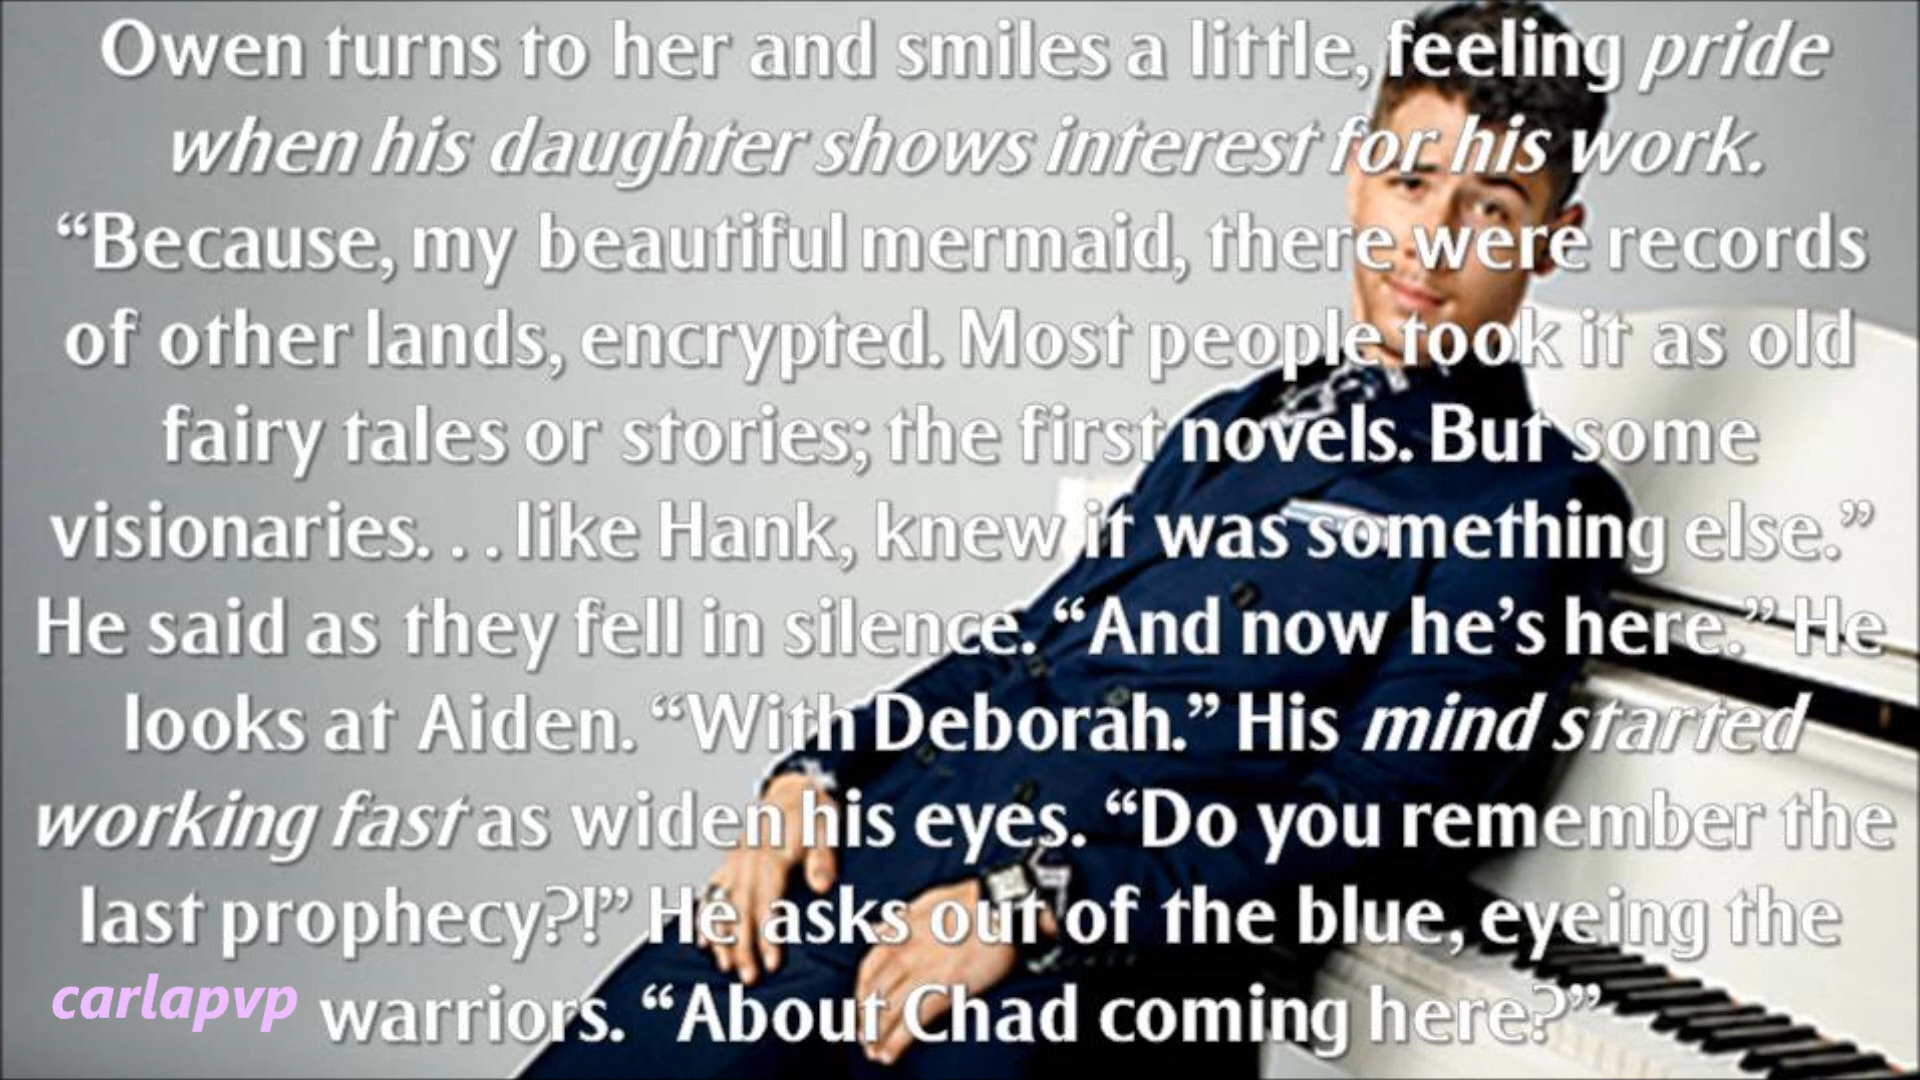 Owen turns to her and smiles a little, feeling pride
when his daughter shows interest for his work.
“Because, my beautiful mermaid, there were records
of other lands, encrypted. Most people took it as old
fairy tales or stories; the first novels. But some
visionaries. . . like Hank, knew it was something else.”
He said as they fell in silence. “And now he’s here.” He
looks at Aiden. “With Deborah.” His mind started
working fast as widen his eyes. “Do you remember the
last prophecy?!” He asks out of the blue, eyeing the
warriors. “About Chad coming here?”
carlapvp